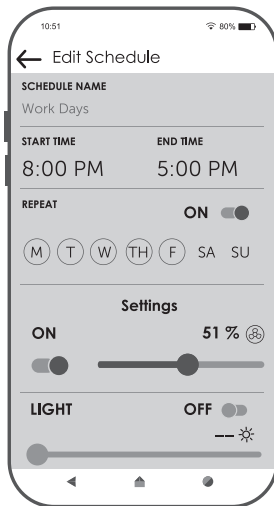 10:51 80%
Edit Schedule
SCHEDULE NAME
Work Days
START TIME END TIME
8:00 PM 5:00 PM
REPEAT ON
M T W TH F SA SU
Settings
ON 51 %
LIGHT OFF
--